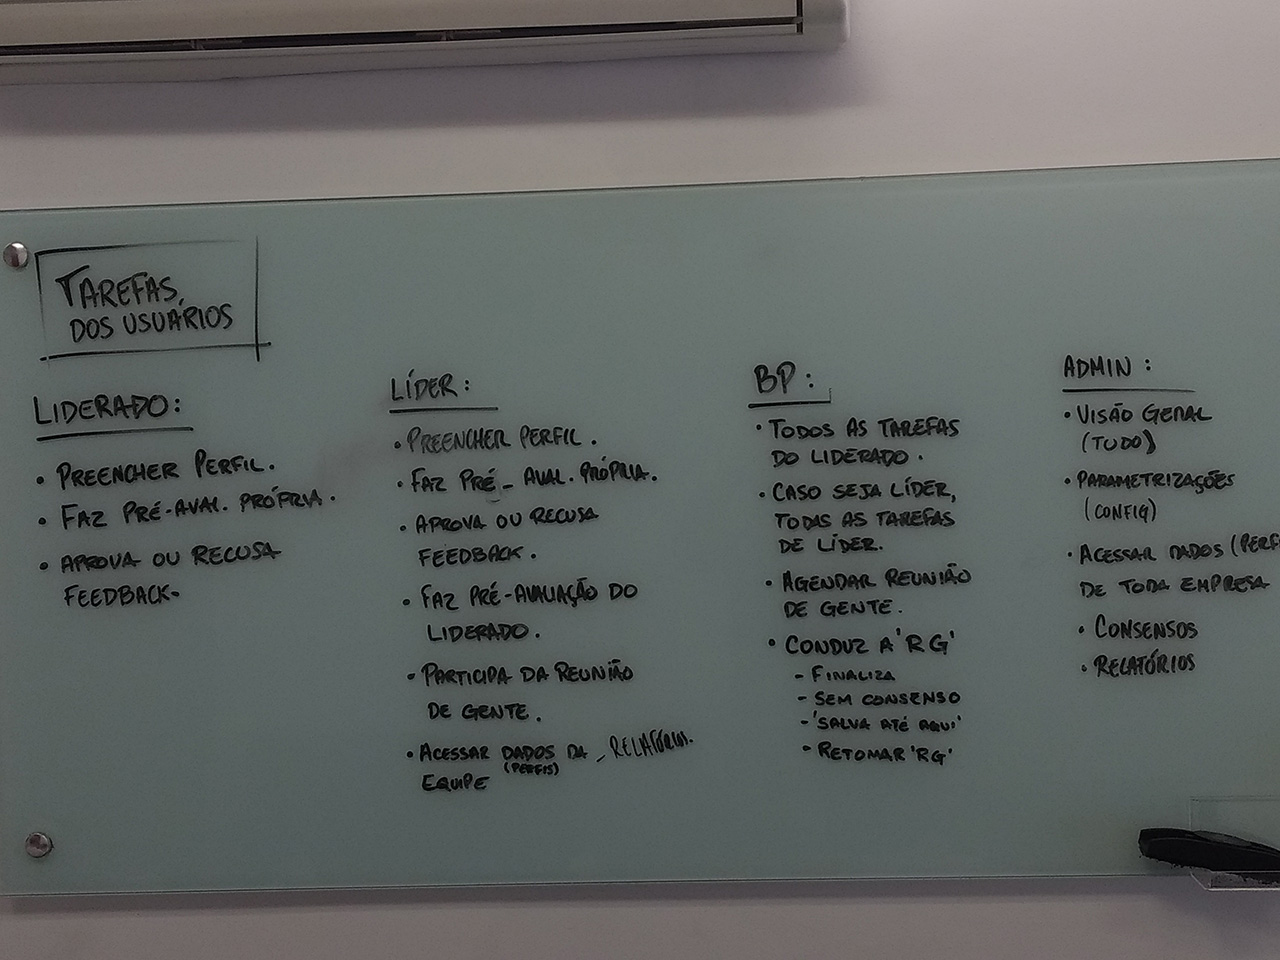 TAREFAS
DOS USUÁRIOS
LIDERADO:
• PREENCHER PERFIL.
• FAZ PRÉ-AVAL. PRÓPRIA.
• APROVA OU RECUSA
FEEDBACK.
LÍDER:
• PREENCHER PERFIL.
• FAZ PRÉ-AVAL. PRÓPRIA.
• APROVA OU RECUSA
FEEDBACK.
• FAZ PRÉ-AVALIAÇÃO DO
LIDERADO.
• PARTICIPA DA REUNIÃO
DE GENTE.
• ACESSAR DADOS DA - RELATÓRIOS.
EQUIPE (PERFIS)
BP:
• TODOS AS TAREFAS
DO LIDERADO.
• CASO SEJA LÍDER,
TODAS AS TAREFAS
DE LÍDER.
• AGENDAR REUNIÃO
DE GENTE.
• CONDUZ A 'RG'
- FINALIZA
- SEM CONSENSO
- 'SALVA ATÉ AQUI'
• RETOMAR 'RG'
ADMIN:
• VISÃO GERAL
(TUDO)
• PARAMETRIZAÇÕES
(CONFIG)
• ACESSAR DADOS (PERF
DE TODA EMPRESA
• CONSENSOS
• RELATÓRIOS